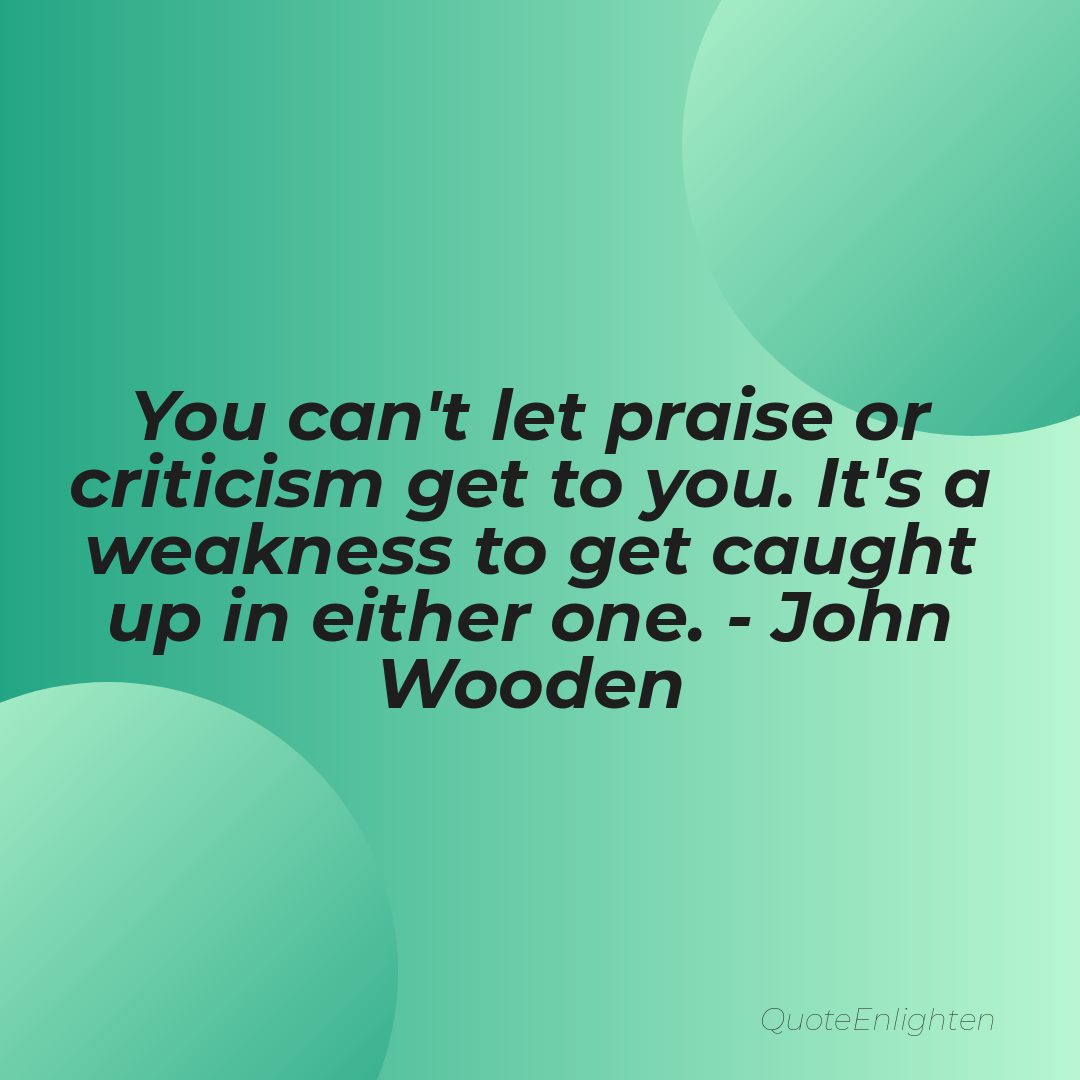 You can't let praise or
criticism get to you. It's a
weakness to get caught
up in either one. - John
Wooden
QuoteEnlighten